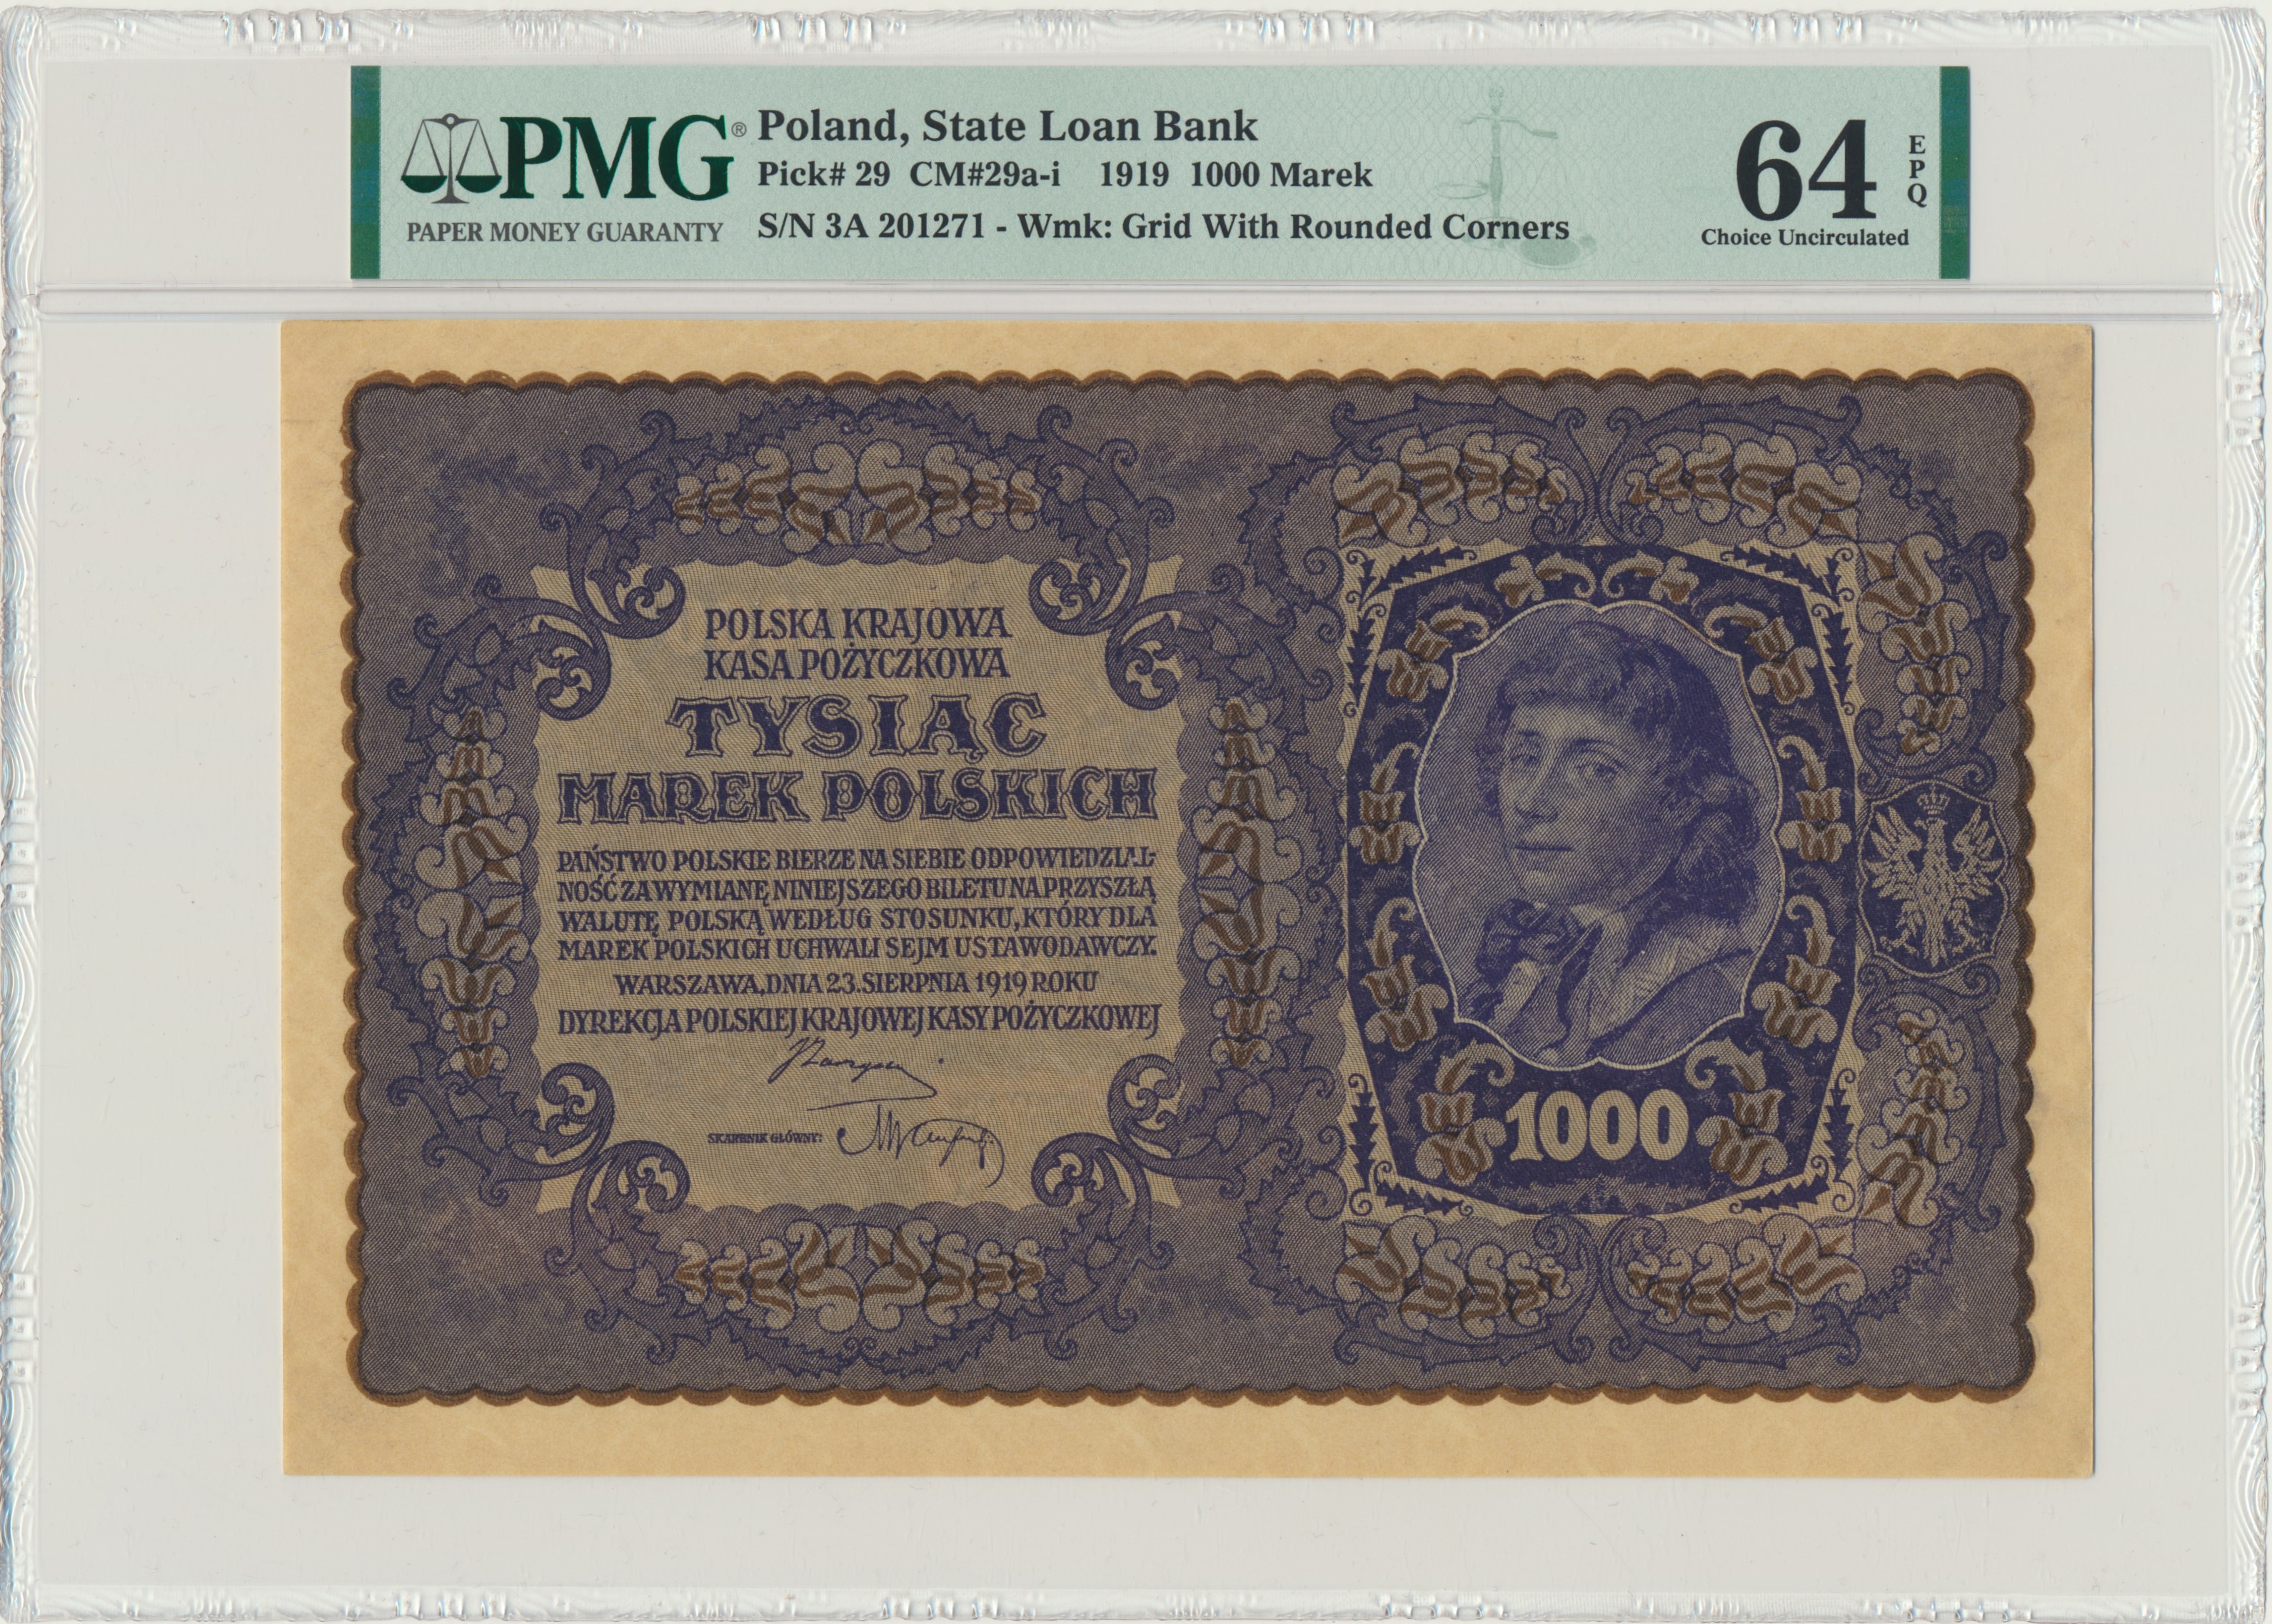 PMG®
PAPER MONEY GUARANTY
Poland, State Loan Bank
Pick# 29 CM#29a-i 1919 1000 Marek
S/N 3A 201271 - Wmk: Grid With Rounded Corners
64
EPQ
Choice Uncirculated
POLSKA KRAJOWA
KASA POŻYCZKOWA
TYSIĄC
MAREK POLSKICH
PAŃSTWO POLSKIE BIERZE NA SIEBIE ODPOWIEDZIAL-
NOŚĆ ZA WYMIANĘ NINIEJSZEGO BILETU NA PRZYSZŁĄ
WALUTĘ POLSKĄ WEDŁUG STOSUNKU, KTÓRY DLA
MAREK POLSKICH UCHWALI SEJM USTAWODAWCZY.
WARSZAWA, DNIA 23. SIERPNIA 1919 ROKU
DYREKCJA POLSKIEJ KRAJOWEJ KASY POŻYCZKOWEJ
SKARBNIK GŁÓWNY:
1000